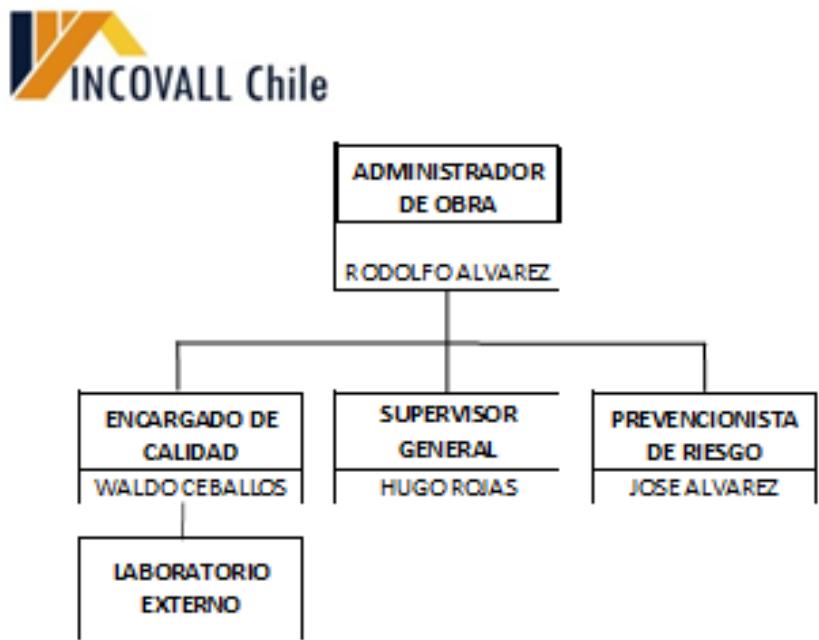 INCOVALL Chile
ADMINISTRADOR
DE OBRA
RODOLFO ALVAREZ
ENCARGADO DE
CALIDAD
WALDO CEBALLOS
SUPERVISOR
GENERAL
HUGO ROJAS
PREVENCIONISTA
DE RIESGO
JOSE ALVAREZ
LABORATORIO
EXTERNO